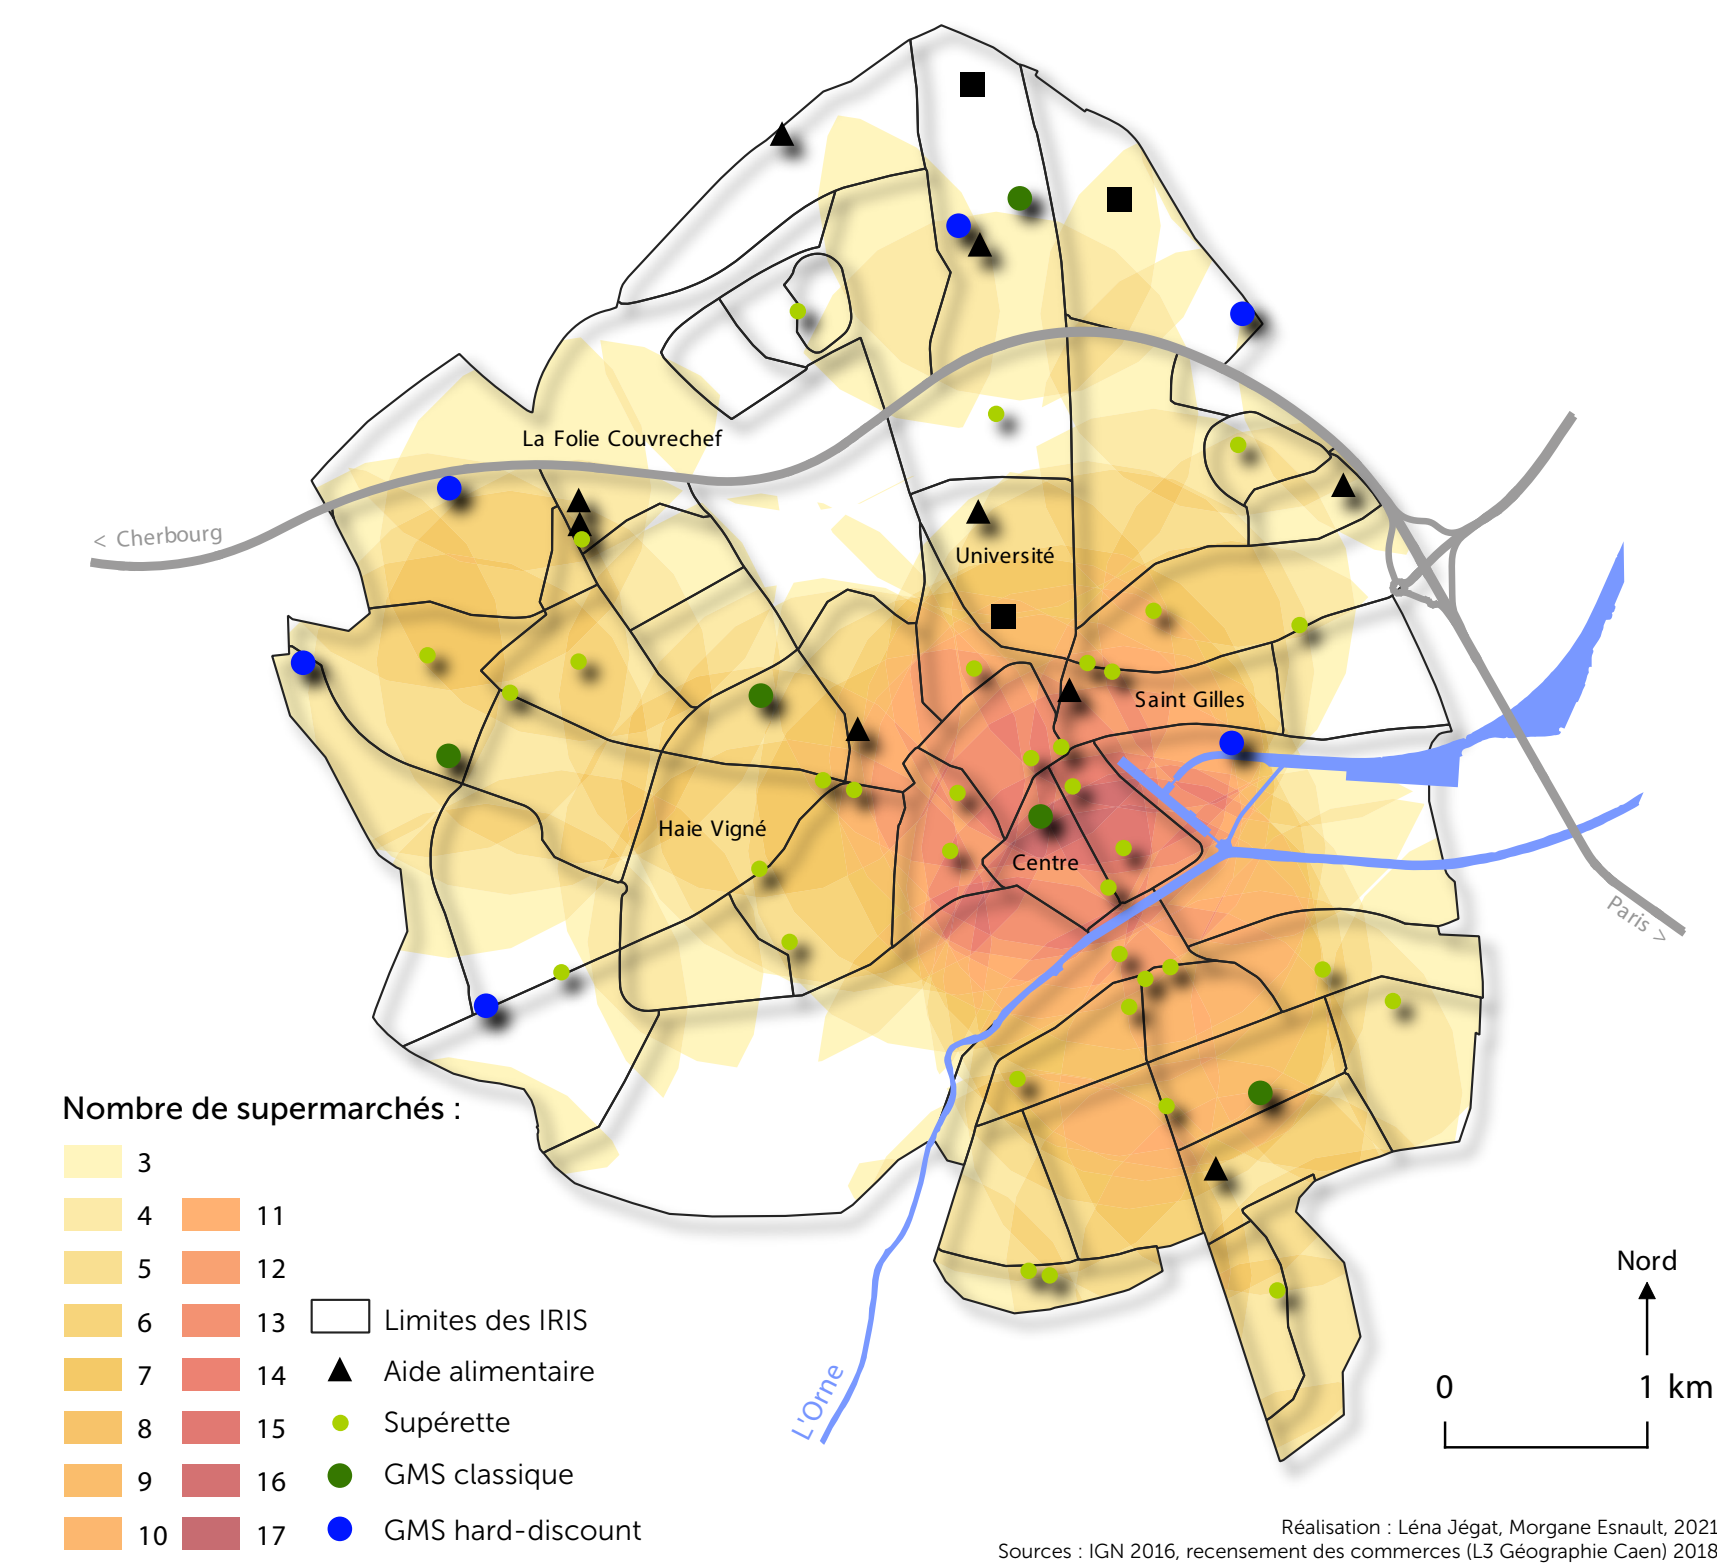 La Folie Couvrechef
< Cherbourg
Université
Saint Gilles
Haie Vigné
Centre
Paris >
L'Orne
Nombre de supermarchés :
3
4
5
6
7
8
9
10
11
12
13
14
15
16
17
Limites des IRIS
Aide alimentaire
Supérette
GMS classique
GMS hard-discount
Nord
0 1 km
Réalisation : Léna Jégat, Morgane Esnault, 2021
Sources : IGN 2016, recensement des commerces (L3 Géographie Caen) 2018